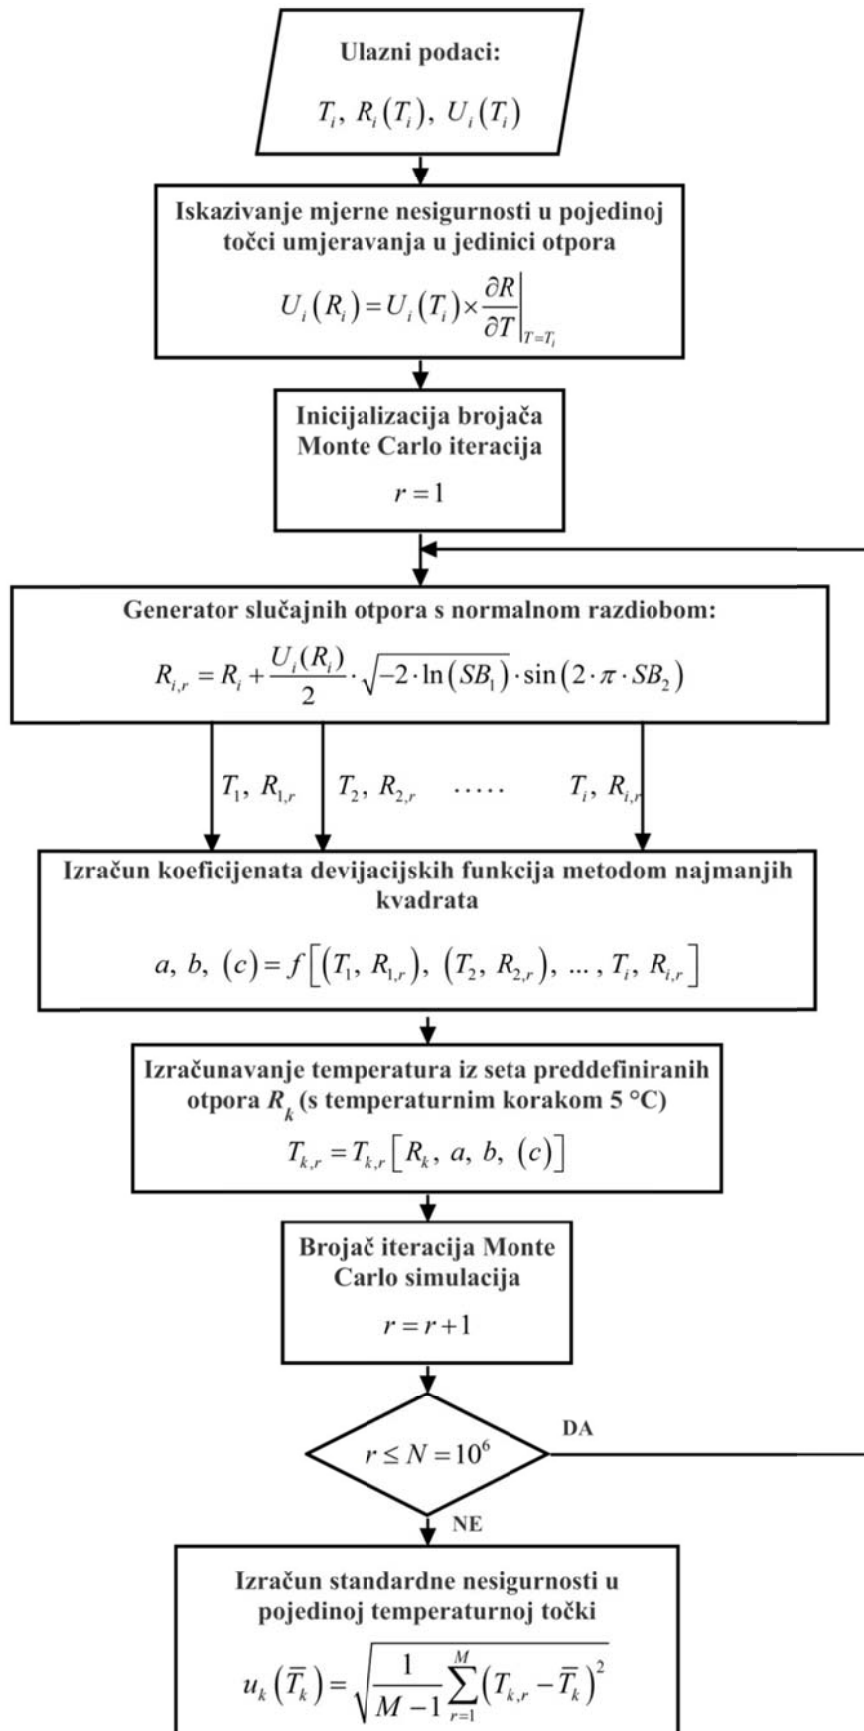 Ulazni podaci:
T_i, R_i(T_i), U_i(T_i)
Iskazivanje mjerne nesigurnosti u pojedinoj
točci umjeravanja u jedinici otpora
U_i(R_i) = U_i(T_i) × ∂R/∂T |_{T=T_i}
Inicijalizacija brojača
Monte Carlo iteracija
r = 1
Generator slučajnih otpora s normalnom razdiobom:
R_{i,r} = R_i + U_i(R_i)/2 · √(-2 · ln(SB_1)) · sin(2 · π · SB_2)
T_1, R_{1,r} T_2, R_{2,r} ..... T_i, R_{i,r}
Izračun koeficijenata devijacijskih funkcija metodom najmanjih
kvadrata
a, b, (c) = f[(T_1, R_{1,r}), (T_2, R_{2,r}), ... , T_i, R_{i,r}]
Izračunavanje temperatura iz seta preddefiniranih
otpora R_k (s temperaturnim korakom 5 °C)
T_{k,r} = T_{k,r}[R_k, a, b, (c)]
Brojač iteracija Monte
Carlo simulacija
r = r + 1
DA
r ≤ N = 10^6
NE
Izračun standardne nesigurnosti u
pojedinoj temperaturnoj točki
u_k(T̄_k) = √(1/(M-1) ∑_{r=1}^{M} (T_{k,r} - T̄_k)^2)